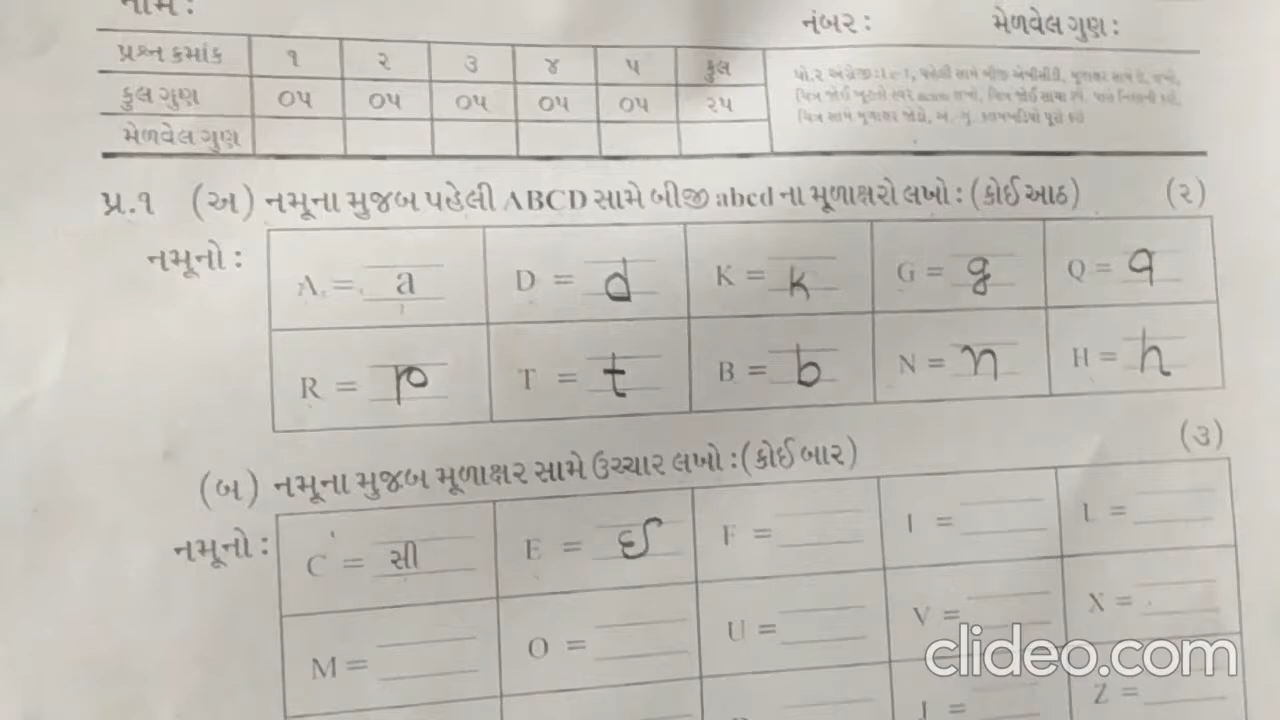 નામ :
નંબર : મેળવેલ ગુણ :
પ્રશ્ન ક્રમાંક ૧ ૨ ૩ ૪ ૫ કુલ
કુલ ગુણ ૦૫ ૦૫ ૦૫ ૦૫ ૦૫ ૨૫
મેળવેલ ગુણ
પ્ર.૧ (અ) નમૂના મુજબ પહેલી ABCD સામે બીજી abcd ના મૂળાક્ષરો લખો : (કોઈ આઠ) (૨)
નમૂનો : A = a D = d K = k G = g Q = q
R = r T = t B = b N = n H = h
(બ) નમૂના મુજબ મૂળાક્ષર સામે ઉચ્ચાર લખો : (કોઈ બાર) (૩)
નમૂનો : C = સી E = ઈ F = I = L =
M = O = U = V = X =
J = Z =
clideo.com